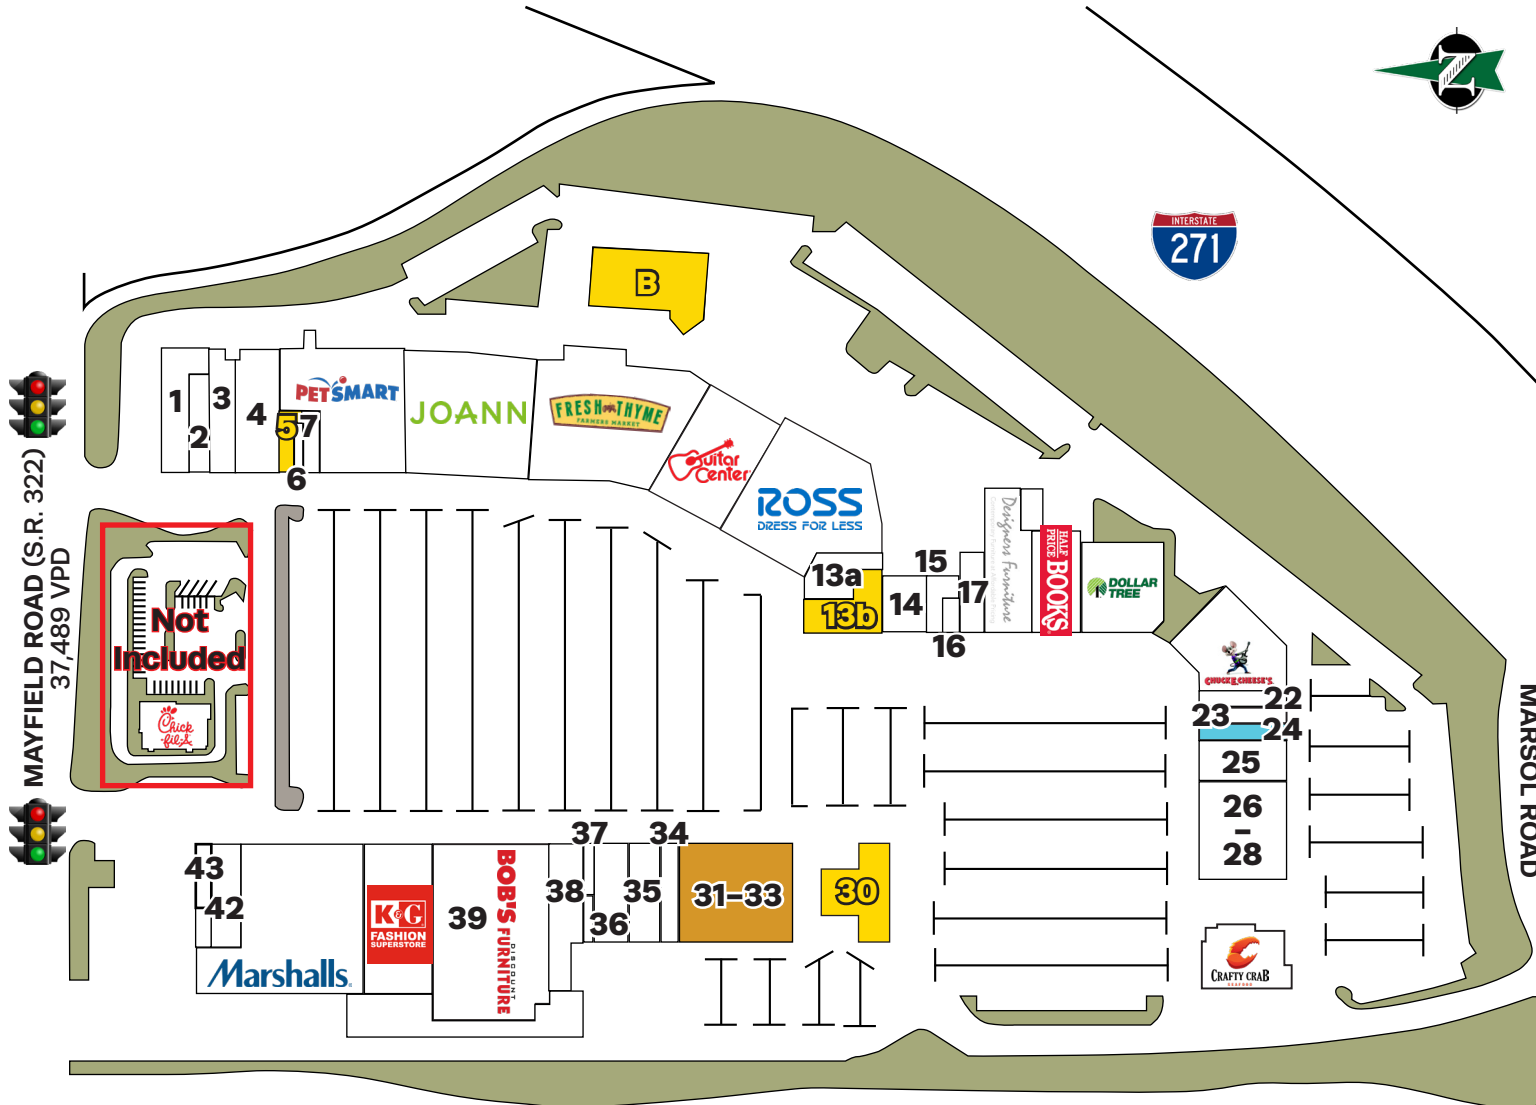 Z
INTERSTATE
271
B
1
2
3
4
5
6
7
PETSMART
JOANN
FRESH THYME
FARMERS MARKET
Guitar
Center
ROSS
DRESS FOR LESS
13a
13b
14
15
16
17
Designers Furniture
HALF
PRICE
BOOKS
DOLLAR
TREE
CHUCK E. CHEESE'S
22
23
24
25
26
–
28
MAYFIELD ROAD (S.R. 322)
37,489 VPD
Not
Included
Chick
-fil-A
MARSOL ROAD
43
42
Marshalls
K&G
FASHION
SUPERSTORE
39
BOB'S
DISCOUNT
FURNITURE
38
37
36
35
34
31–33
30
CRAFTY CRAB
SEAFOOD